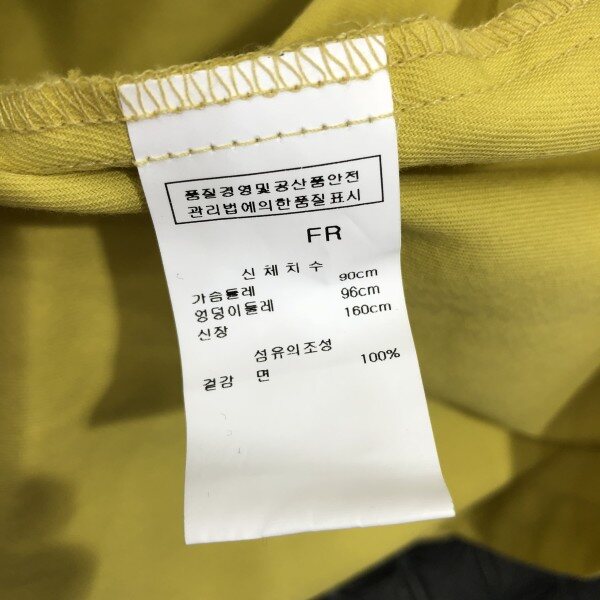 품질경영및공산품안전
관리법에의한품질표시
FR
신체치수
가슴둘레 90cm
엉덩이둘레 96cm
신장 160cm
섬유의조성
겉감 면 100%